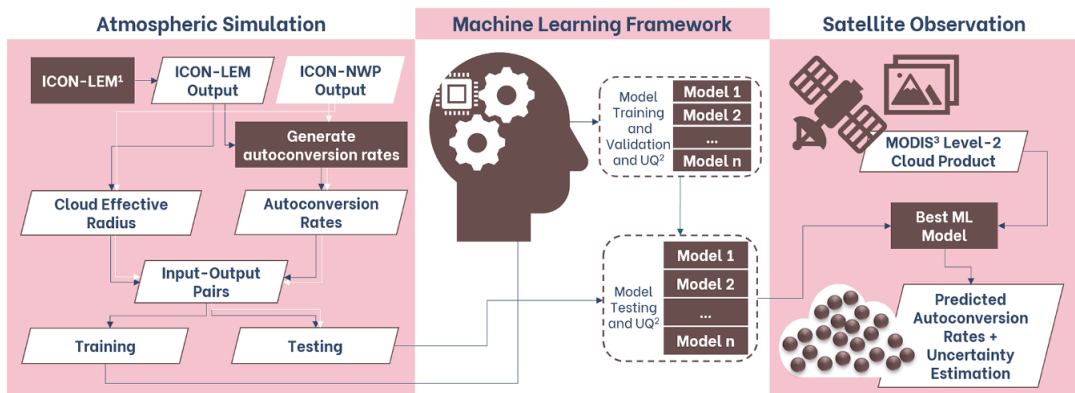 Atmospheric Simulation
Machine Learning Framework
Satellite Observation
ICON-LEM¹
ICON-LEM
Output
ICON-NWP
Output
Generate
autoconversion rates
Cloud Effective
Radius
Autoconversion
Rates
Input-Output
Pairs
Training
Testing
Model
Training
and
Validation
and UQ²
Model 1
Model 2
...
Model n
Model
Testing
and UQ²
Model 1
Model 2
...
Model n
MODIS³ Level-2
Cloud Product
Best ML
Model
Predicted
Autoconversion
Rates +
Uncertainty
Estimation